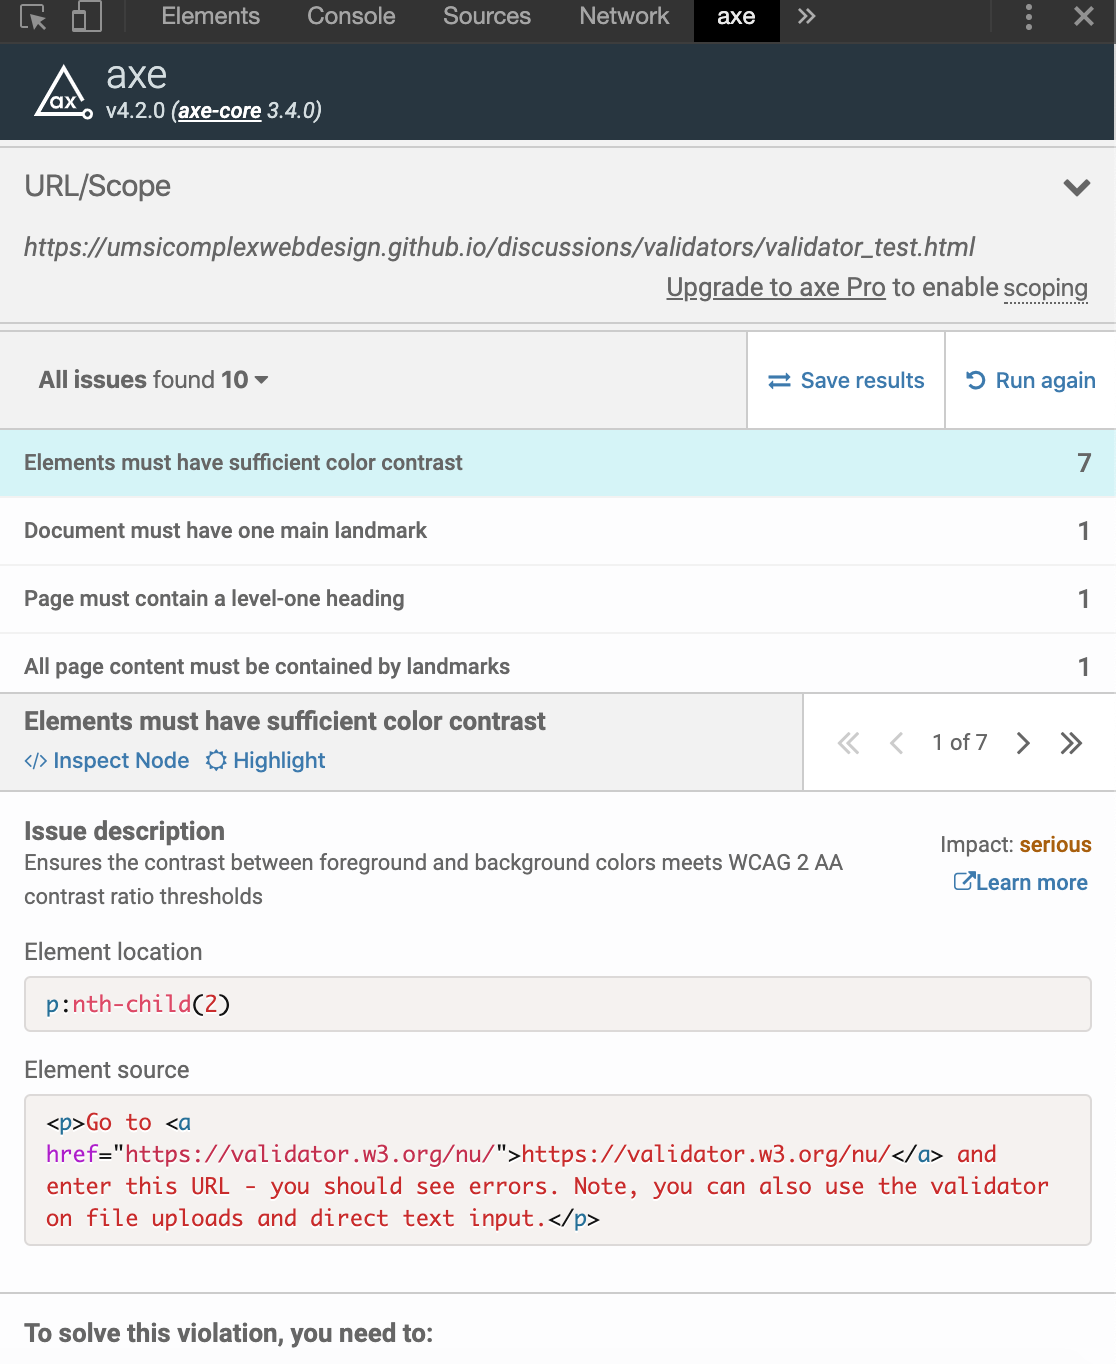 Elements Console Sources Network axe
ax
axe
v4.2.0 (axe-core 3.4.0)
URL/Scope
https://umsicomplexwebdesign.github.io/discussions/validators/validator_test.html
Upgrade to axe Pro to enable scoping
All issues found 10 Save results Run again
Elements must have sufficient color contrast 7
Document must have one main landmark 1
Page must contain a level-one heading 1
All page content must be contained by landmarks 1
Elements must have sufficient color contrast
</> Inspect Node Highlight
1 of 7
Issue description
Ensures the contrast between foreground and background colors meets WCAG 2 AA
contrast ratio thresholds
Impact: serious
Learn more
Element location
p:nth-child(2)
Element source
<p>Go to <a
href="https://validator.w3.org/nu/">https://validator.w3.org/nu/</a> and
enter this URL - you should see errors. Note, you can also use the validator
on file uploads and direct text input.</p>
To solve this violation, you need to: